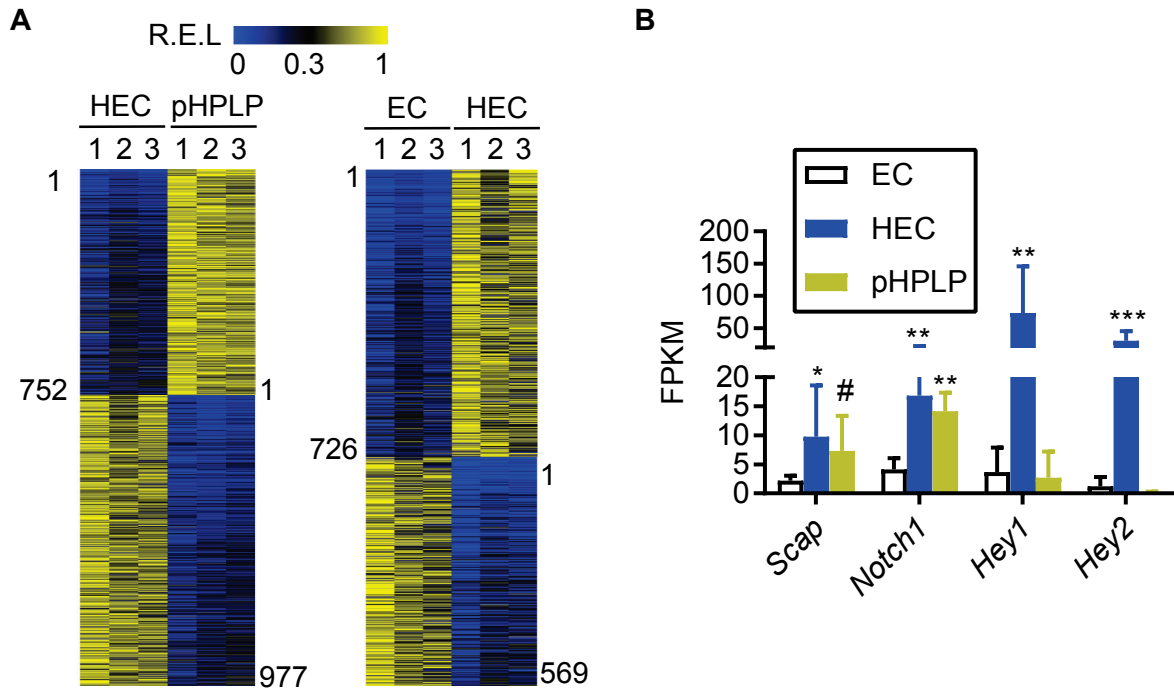 A
R.E.L
0 0.3 1
HEC pHPLP
1 2 3 1 2 3
1
752
1
977
EC HEC
1 2 3 1 2 3
1
726
1
569
B
EC
HEC
pHPLP
FPKM
200
150
100
50
20
15
10
5
0
* # ** ** ** ***
Scap Notch1 Hey1 Hey2